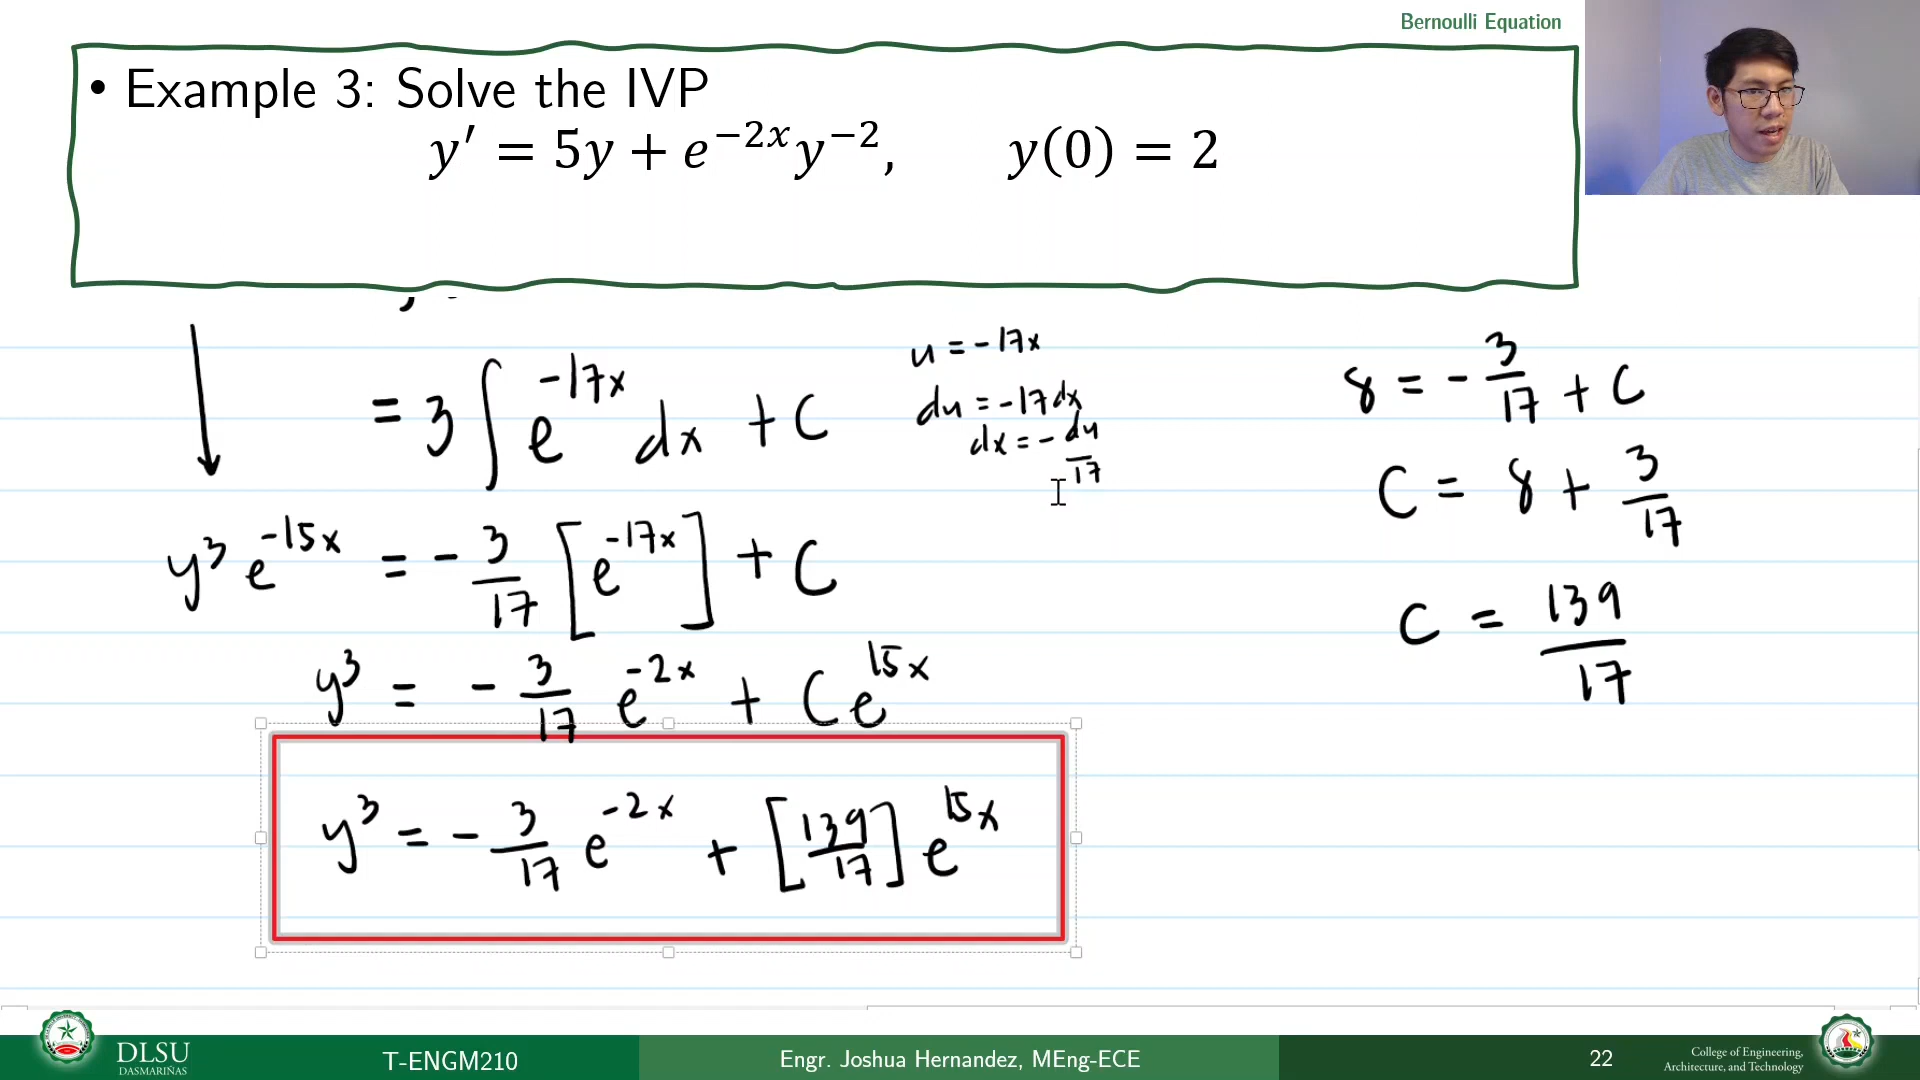 Bernoulli Equation
• Example 3: Solve the IVP
y′ = 5y + e^{−2x}y^{−2}, y(0) = 2
= 3 ∫ e^{-17x} dx + C
u = -17x
du = -17dx
dx = - du/17
y³ e^{-15x} = - 3/17 [e^{-17x}] + C
y³ = - 3/17 e^{-2x} + C e^{15x}
y³ = - 3/17 e^{-2x} + [139/17] e^{15x}
8 = - 3/17 + C
C = 8 + 3/17
C = 139/17
DLSU
DASMARIÑAS
T-ENGM210
Engr. Joshua Hernandez, MEng-ECE
22
College of Engineering,
Architecture, and Technology